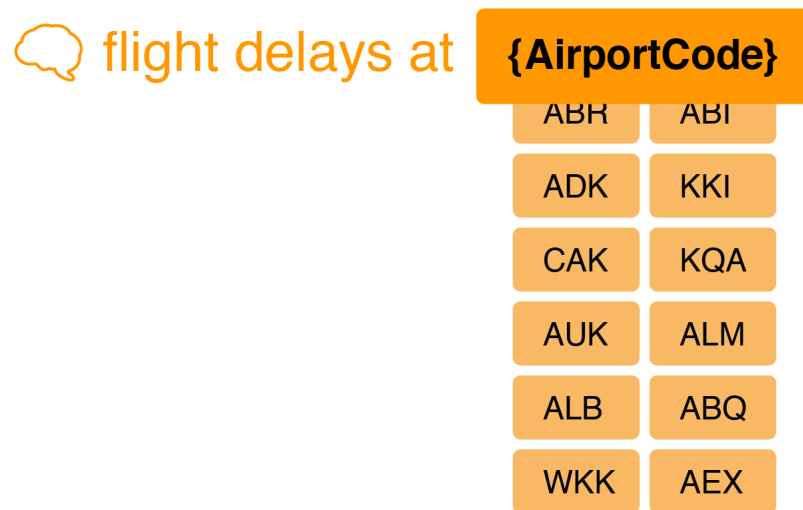 flight delays at {AirportCode}
ABR ABI
ADK KKI
CAK KQA
AUK ALM
ALB ABQ
WKK AEX